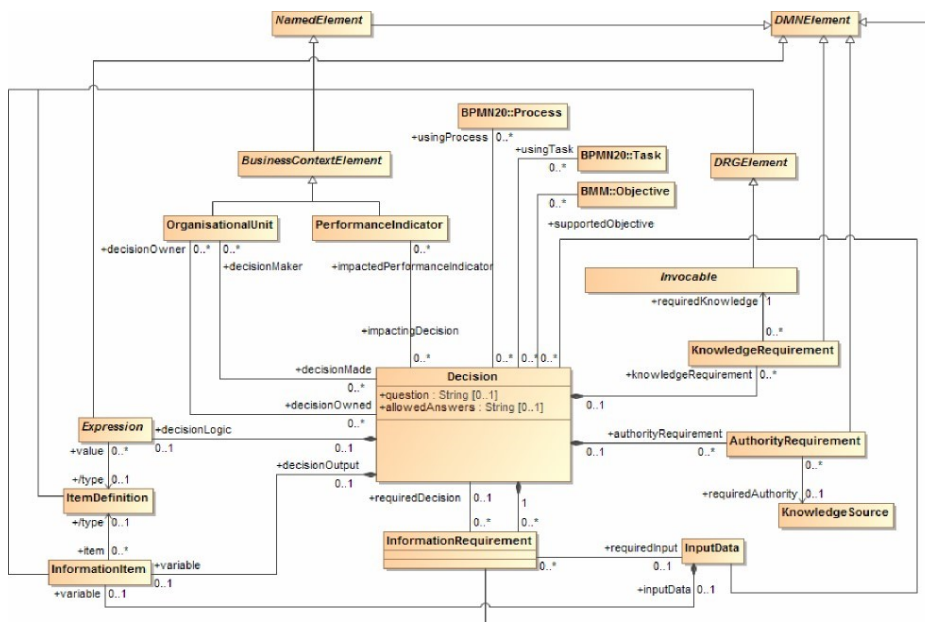 NamedElement
DMNElement
BPMN20::Process
+usingProcess 0..*
+usingTask
BPMN20::Task
0..*
BusinessContextElement
DRGElement
BMM::Objective
0..*
+supportedObjective
OrganisationalUnit
PerformanceIndicator
+decisionOwner 0..* 0..*
+decisionMaker
0..*
+impactedPerformanceIndicator
Invocable
+requiredKnowledge 1
+impactingDecision
0..*
KnowledgeRequirement
0..*
0..* 0..* 0..* 0..*
+knowledgeRequirement 0..*
+decisionMade
0..*
Decision
+question : String [0..1]
+allowedAnswers : String [0..1]
0..1
+decisionOwned
0..*
Expression
+decisionLogic
0..1 0..1
+value 0..*
+authorityRequirement
0..1 0..*
AuthorityRequirement
0..*
+decisionOutput
0..1
+/type 0..1
ItemDefinition
+/type 0..1
+requiredDecision 0..1 1
+requiredAuthority 0..1
KnowledgeSource
0..* 0..*
InformationRequirement
+item 0..*
InformationItem
+variable
0..1
+requiredInput
0..* 0..1
InputData
+variable 0..1
+inputData 0..1